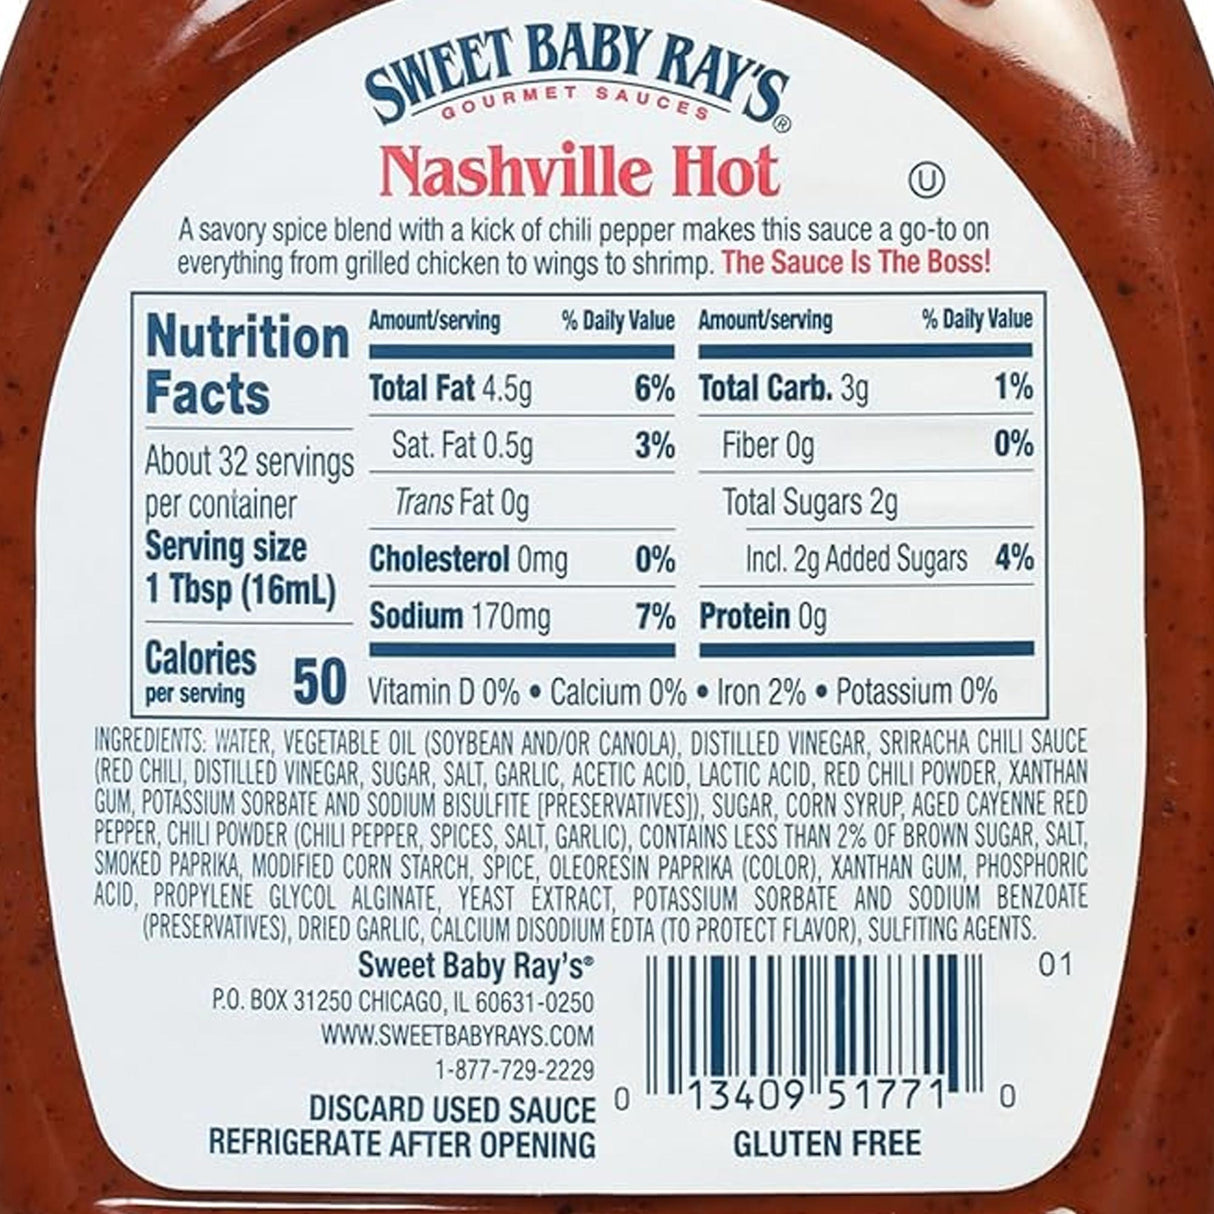 SWEET BABY RAY'S®
GOURMET SAUCES
Nashville Hot
U
A savory spice blend with a kick of chili pepper makes this sauce a go-to on
everything from grilled chicken to wings to shrimp. The Sauce Is The Boss!
Nutrition
Facts
About 32 servings
per container
Serving size
1 Tbsp (16mL)
Calories
per serving 50
Amount/serving % Daily Value
Total Fat 4.5g 6%
Sat. Fat 0.5g 3%
Trans Fat 0g
Cholesterol 0mg 0%
Sodium 170mg 7%
Amount/serving % Daily Value
Total Carb. 3g 1%
Fiber 0g 0%
Total Sugars 2g
Incl. 2g Added Sugars 4%
Protein 0g
Vitamin D 0% • Calcium 0% • Iron 2% • Potassium 0%
INGREDIENTS: WATER, VEGETABLE OIL (SOYBEAN AND/OR CANOLA), DISTILLED VINEGAR, SRIRACHA CHILI SAUCE
(RED CHILI, DISTILLED VINEGAR, SUGAR, SALT, GARLIC, ACETIC ACID, LACTIC ACID, RED CHILI POWDER, XANTHAN
GUM, POTASSIUM SORBATE AND SODIUM BISULFITE [PRESERVATIVES]), SUGAR, CORN SYRUP, AGED CAYENNE RED
PEPPER, CHILI POWDER (CHILI PEPPER, SPICES, SALT, GARLIC), CONTAINS LESS THAN 2% OF BROWN SUGAR, SALT,
SMOKED PAPRIKA, MODIFIED CORN STARCH, SPICE, OLEORESIN PAPRIKA (COLOR), XANTHAN GUM, PHOSPHORIC
ACID, PROPYLENE GLYCOL ALGINATE, YEAST EXTRACT, POTASSIUM SORBATE AND SODIUM BENZOATE
(PRESERVATIVES), DRIED GARLIC, CALCIUM DISODIUM EDTA (TO PROTECT FLAVOR), SULFITING AGENTS.
Sweet Baby Ray's®
P.O. BOX 31250 CHICAGO, IL 60631-0250
WWW.SWEETBABYRAYS.COM
1-877-729-2229
DISCARD USED SAUCE
REFRIGERATE AFTER OPENING
01
0 13409 51771 0
GLUTEN FREE